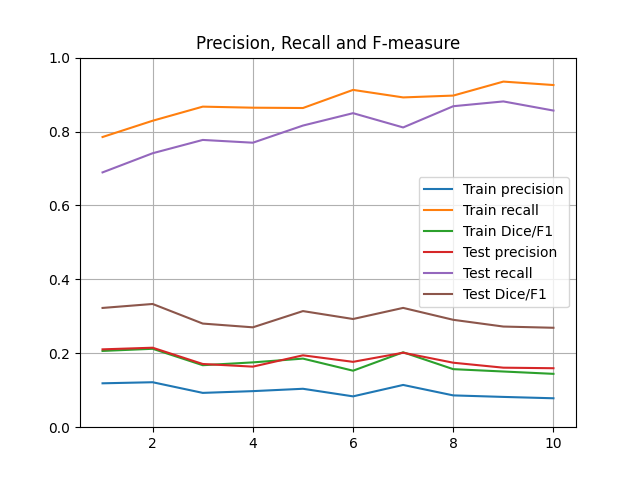 Precision, Recall and F-measure
1.0
0.8
0.6
0.4
0.2
0.0
2
4
6
8
10
Train precision
Train recall
Train Dice/F1
Test precision
Test recall
Test Dice/F1